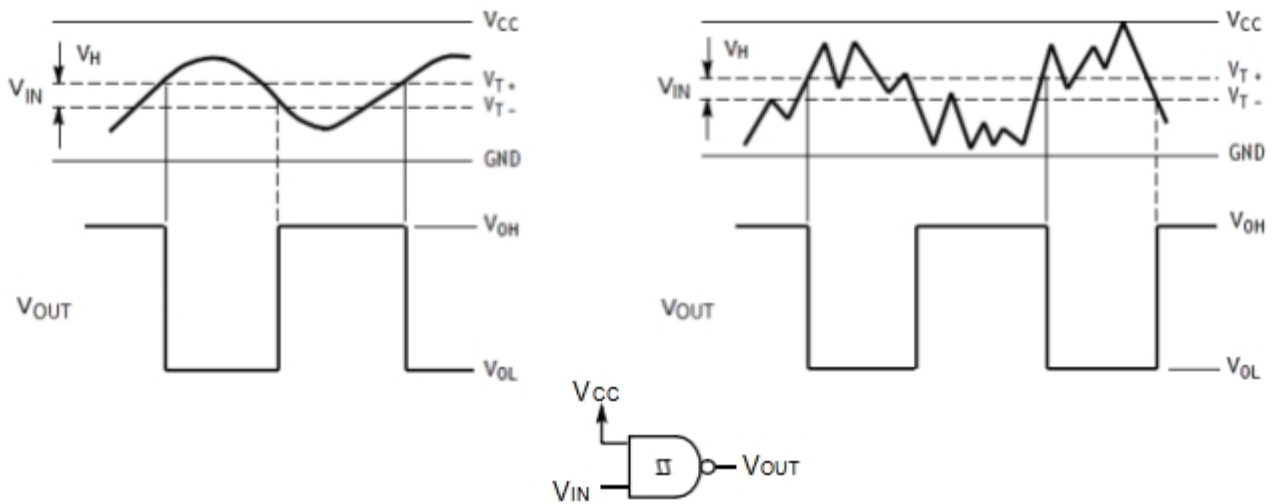 VCC
VH
VIN
VT+
VT-
GND
VOH
VOUT
VOL
VCC
VH
VIN
VT+
VT-
GND
VOH
VOUT
VOL
VCC
VIN
VOUT